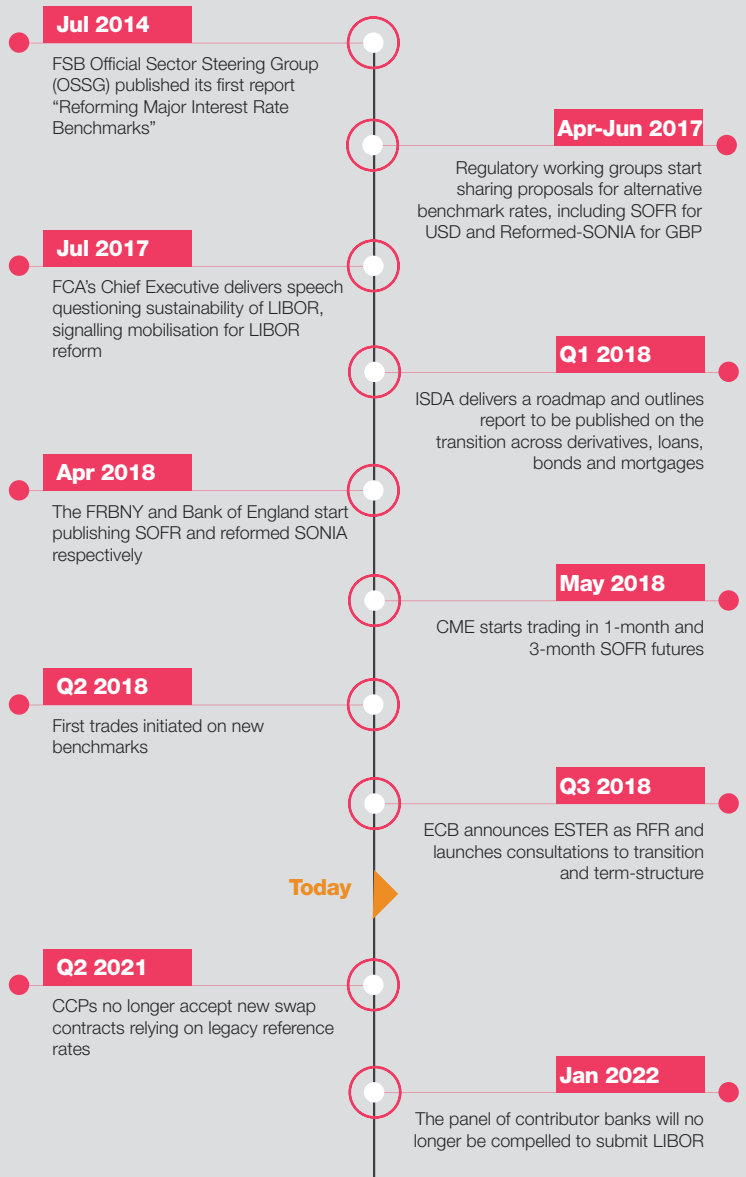 Jul 2014
FSB Official Sector Steering Group
(OSSG) published its first report
“Reforming Major Interest Rate
Benchmarks”
Apr-Jun 2017
Regulatory working groups start
sharing proposals for alternative
benchmark rates, including SOFR for
USD and Reformed-SONIA for GBP
Jul 2017
FCA’s Chief Executive delivers speech
questioning sustainability of LIBOR,
signalling mobilisation for LIBOR
reform
Q1 2018
ISDA delivers a roadmap and outlines
report to be published on the
transition across derivatives, loans,
bonds and mortgages
Apr 2018
The FRBNY and Bank of England start
publishing SOFR and reformed SONIA
respectively
May 2018
CME starts trading in 1-month and
3-month SOFR futures
Q2 2018
First trades initiated on new
benchmarks
Q3 2018
ECB announces ESTER as RFR and
launches consultations to transition
and term-structure
Today
Q2 2021
CCPs no longer accept new swap
contracts relying on legacy reference
rates
Jan 2022
The panel of contributor banks will no
longer be compelled to submit LIBOR